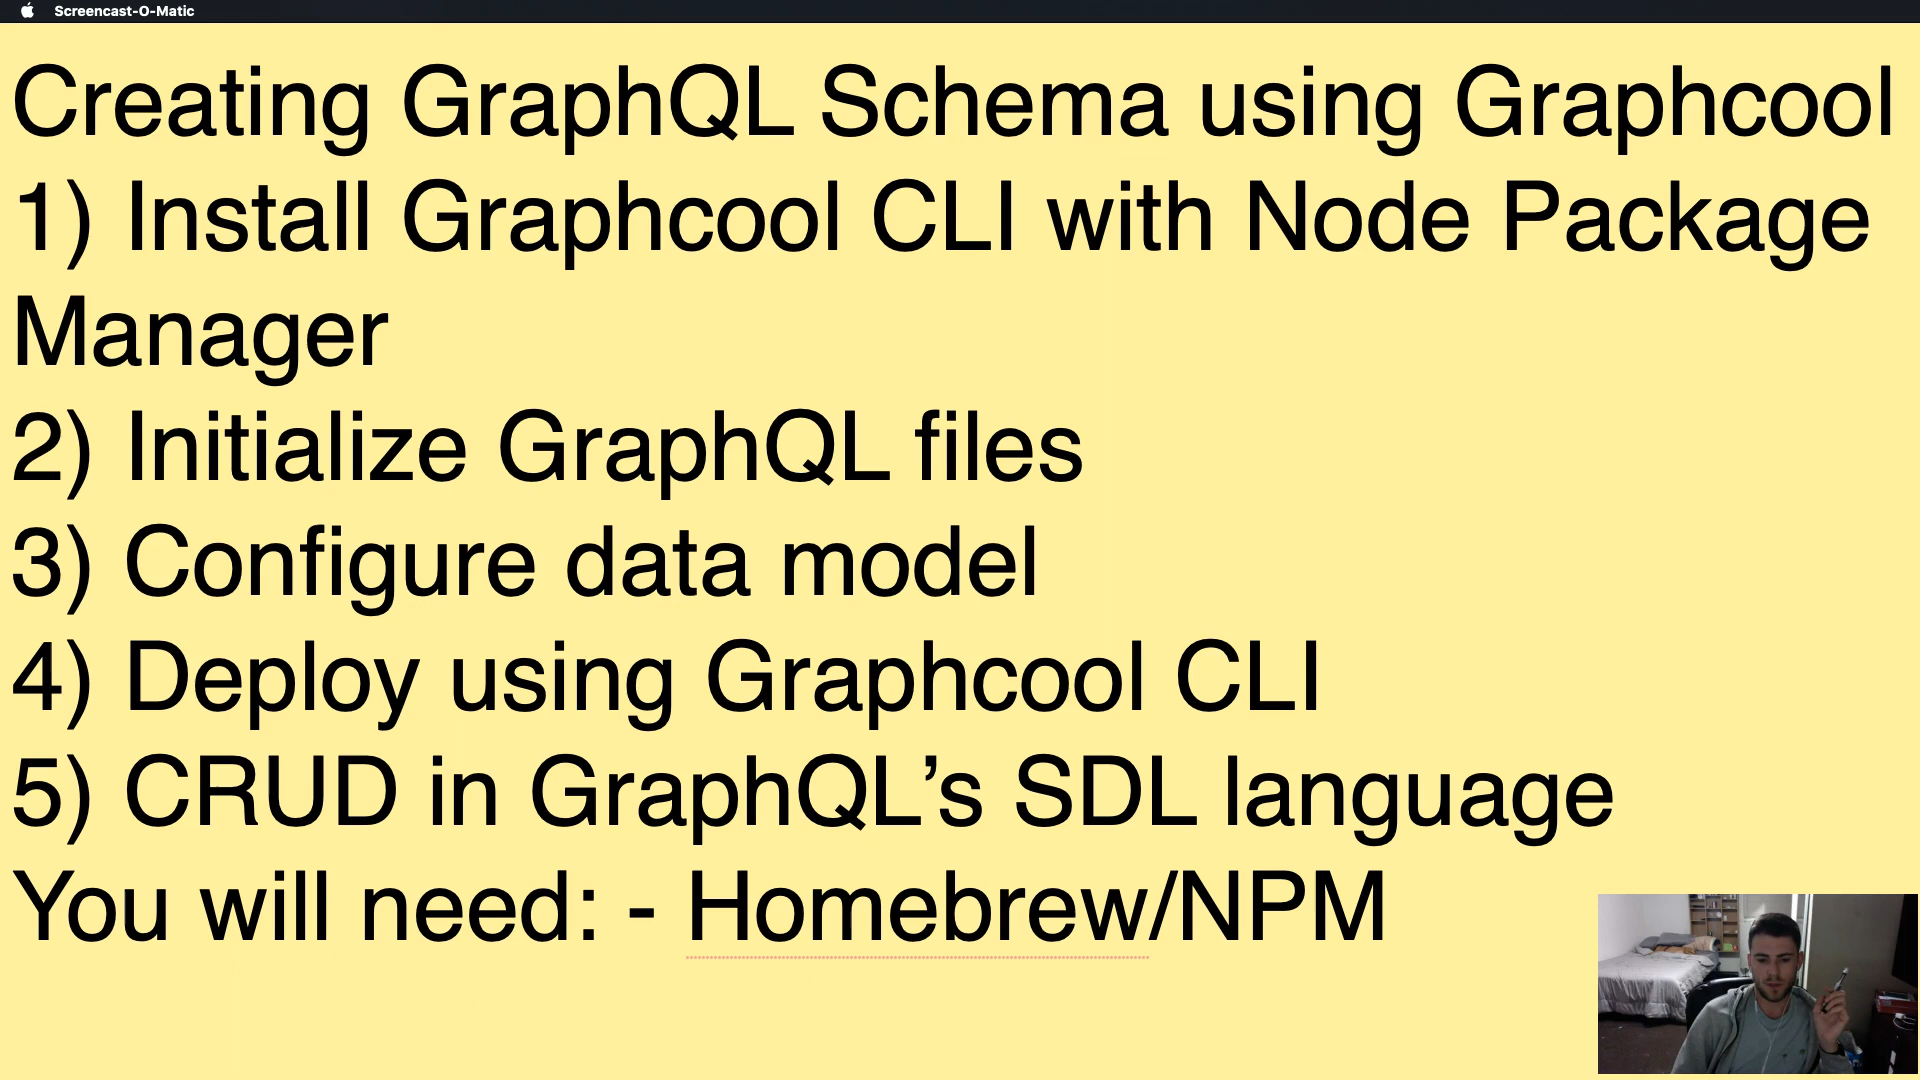 Screencast-O-Matic
Creating GraphQL Schema using Graphcool
1) Install Graphcool CLI with Node Package
Manager
2) Initialize GraphQL files
3) Configure data model
4) Deploy using Graphcool CLI
5) CRUD in GraphQL’s SDL language
You will need: - Homebrew/NPM